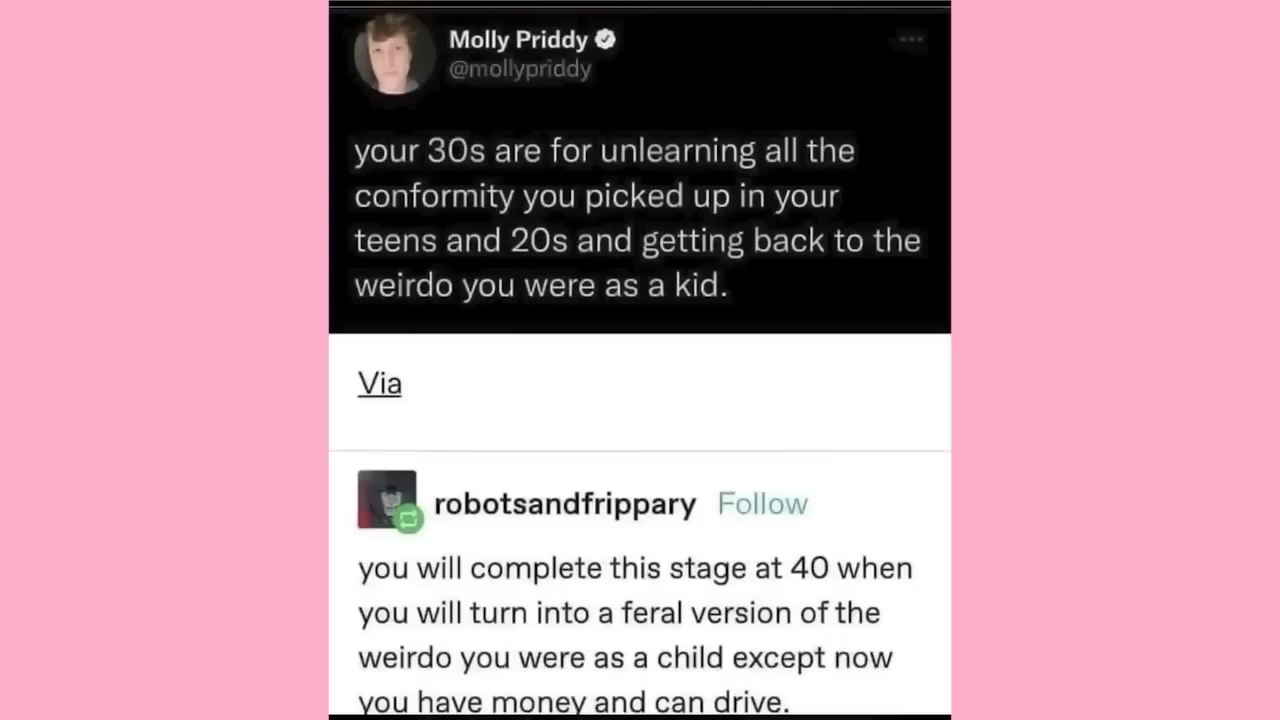 Molly Priddy
@mollypriddy
your 30s are for unlearning all the
conformity you picked up in your
teens and 20s and getting back to the
weirdo you were as a kid.
Via
robotsandfrippary Follow
you will complete this stage at 40 when
you will turn into a feral version of the
weirdo you were as a child except now
you have money and can drive.